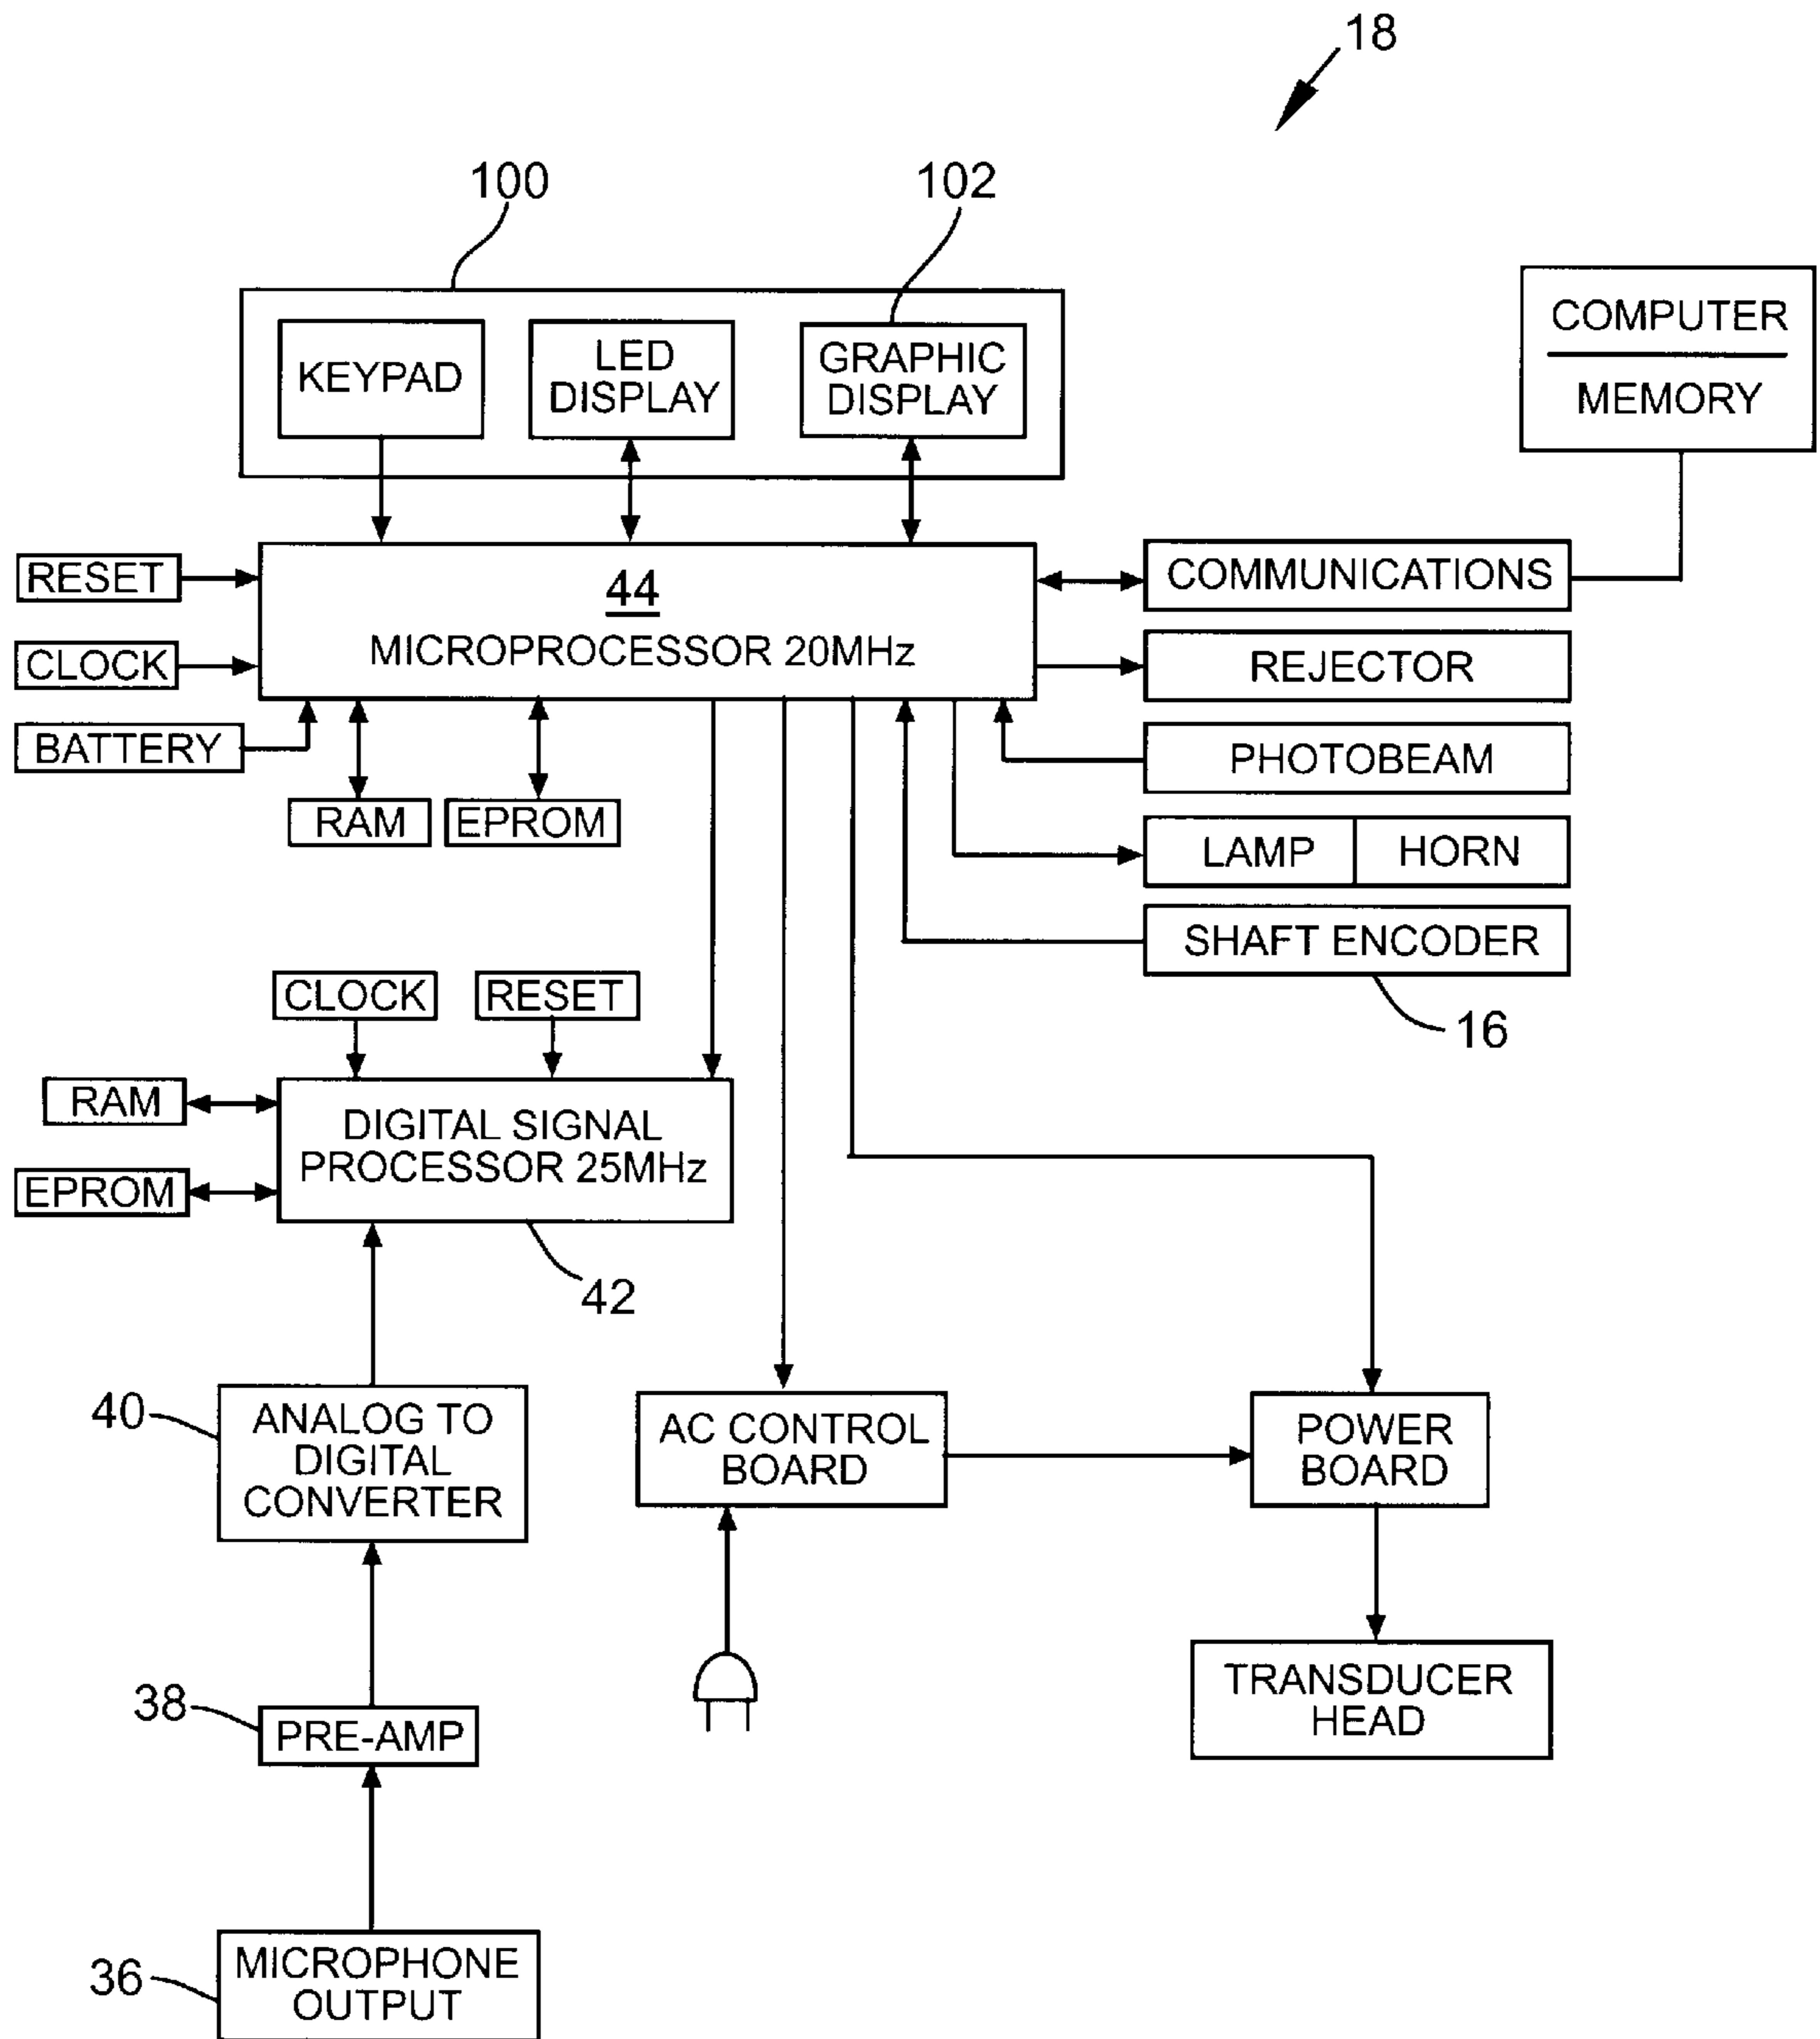 18
100
102
COMPUTER
MEMORY
KEYPAD
LED
DISPLAY
GRAPHIC
DISPLAY
RESET
CLOCK
BATTERY
44
MICROPROCESSOR 20MHz
COMMUNICATIONS
REJECTOR
PHOTOBEAM
LAMP
HORN
SHAFT ENCODER
16
RAM
EPROM
CLOCK
RESET
RAM
EPROM
DIGITAL SIGNAL
PROCESSOR 25MHz
42
40
ANALOG TO
DIGITAL
CONVERTER
AC CONTROL
BOARD
POWER
BOARD
38
PRE-AMP
TRANSDUCER
HEAD
36
MICROPHONE
OUTPUT